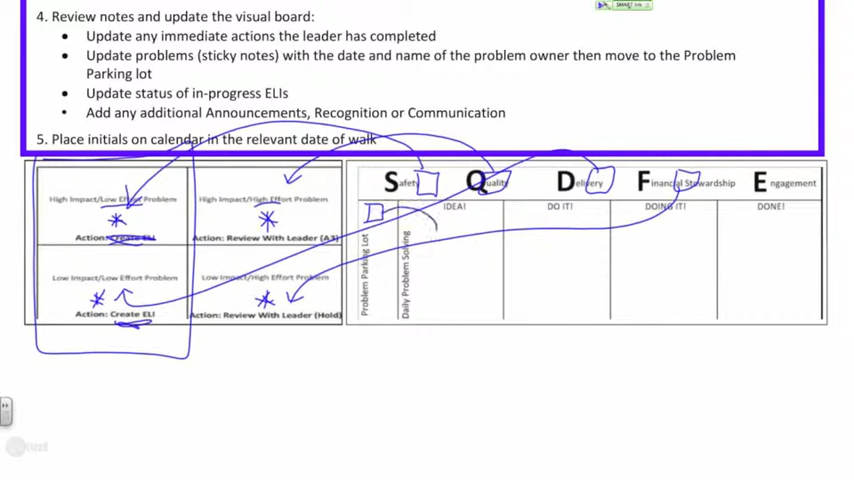 SMART Ink
4. Review notes and update the visual board:
• Update any immediate actions the leader has completed
• Update problems (sticky notes) with the date and name of the problem owner then move to the Problem
Parking lot
• Update status of in-progress ELIs
• Add any additional Announcements, Recognition or Communication
5. Place initials on calendar in the relevant date of walk
High Impact/Low Effort Problem
Action: Create ELI
High Impact/High Effort Problem
Action: Review With Leader (A3)
Low Impact/Low Effort Problem
Action: Create ELI
Low Impact/High Effort Problem
Action: Review With Leader (Hold)
Safety Quality Delivery Financial Stewardship Engagement
IDEA! DO IT! DOING IT! DONE!
Problem Parking Lot
Daily Problem Solving